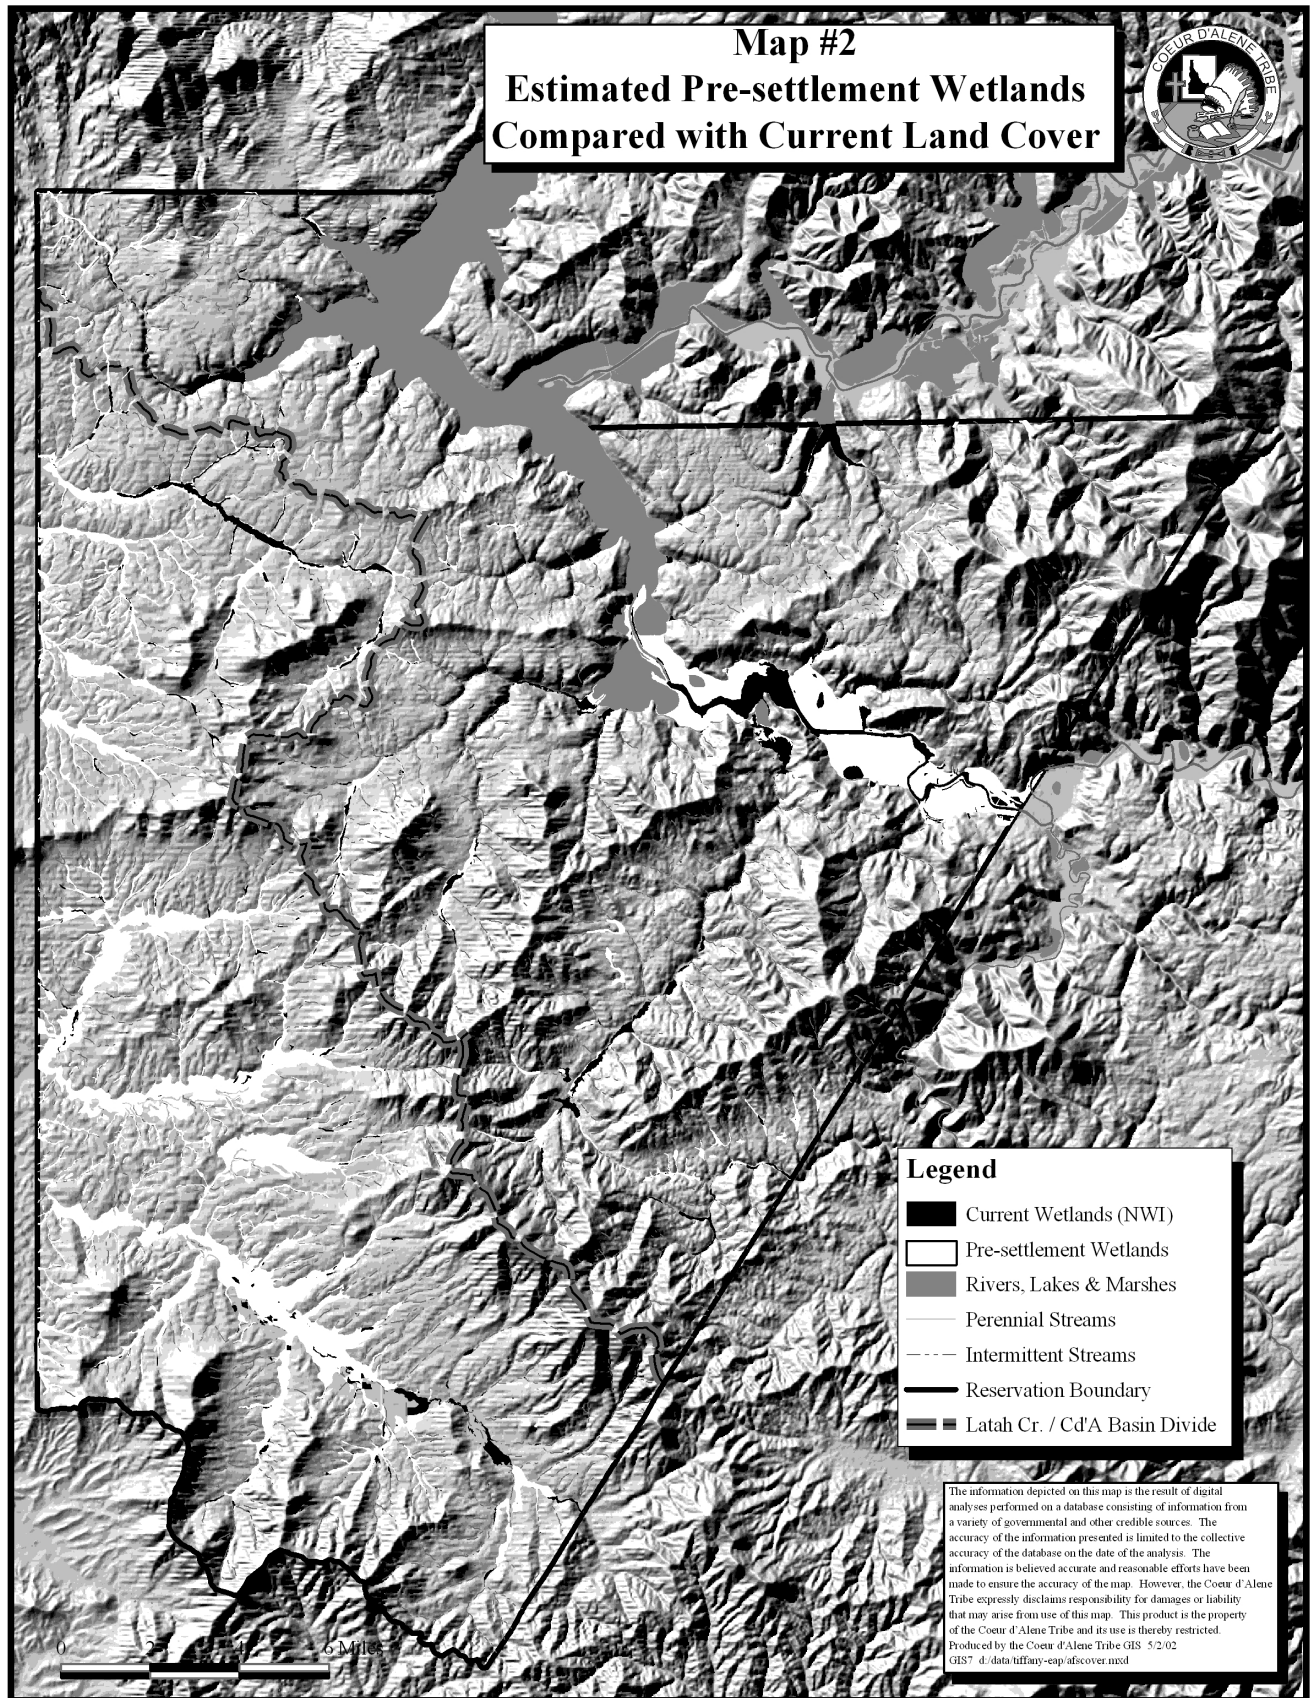 Map #2
Estimated Pre-settlement Wetlands
Compared with Current Land Cover
COEUR D'ALENE TRIBE
Legend
Current Wetlands (NWI)
Pre-settlement Wetlands
Rivers, Lakes & Marshes
Perennial Streams
Intermittent Streams
Reservation Boundary
Latah Cr. / Cd'A Basin Divide
The information depicted on this map is the result of digital
analyses performed on a database consisting of information from
a variety of governmental and other credible sources. The
accuracy of the information presented is limited to the collective
accuracy of the database on the date of the analysis. The
information is believed accurate and reasonable efforts have been
made to ensure the accuracy of the map. However, the Coeur d'Alene
Tribe expressly disclaims responsibility for damages or liability
that may arise from use of this map. This product is the property
of the Coeur d'Alene Tribe and its use is thereby restricted.
Produced by the Coeur d'Alene Tribe GIS 5/2/02
GIS7 d:/data/tiffany-eap/afscover.mxd
0 2 4 6 Miles